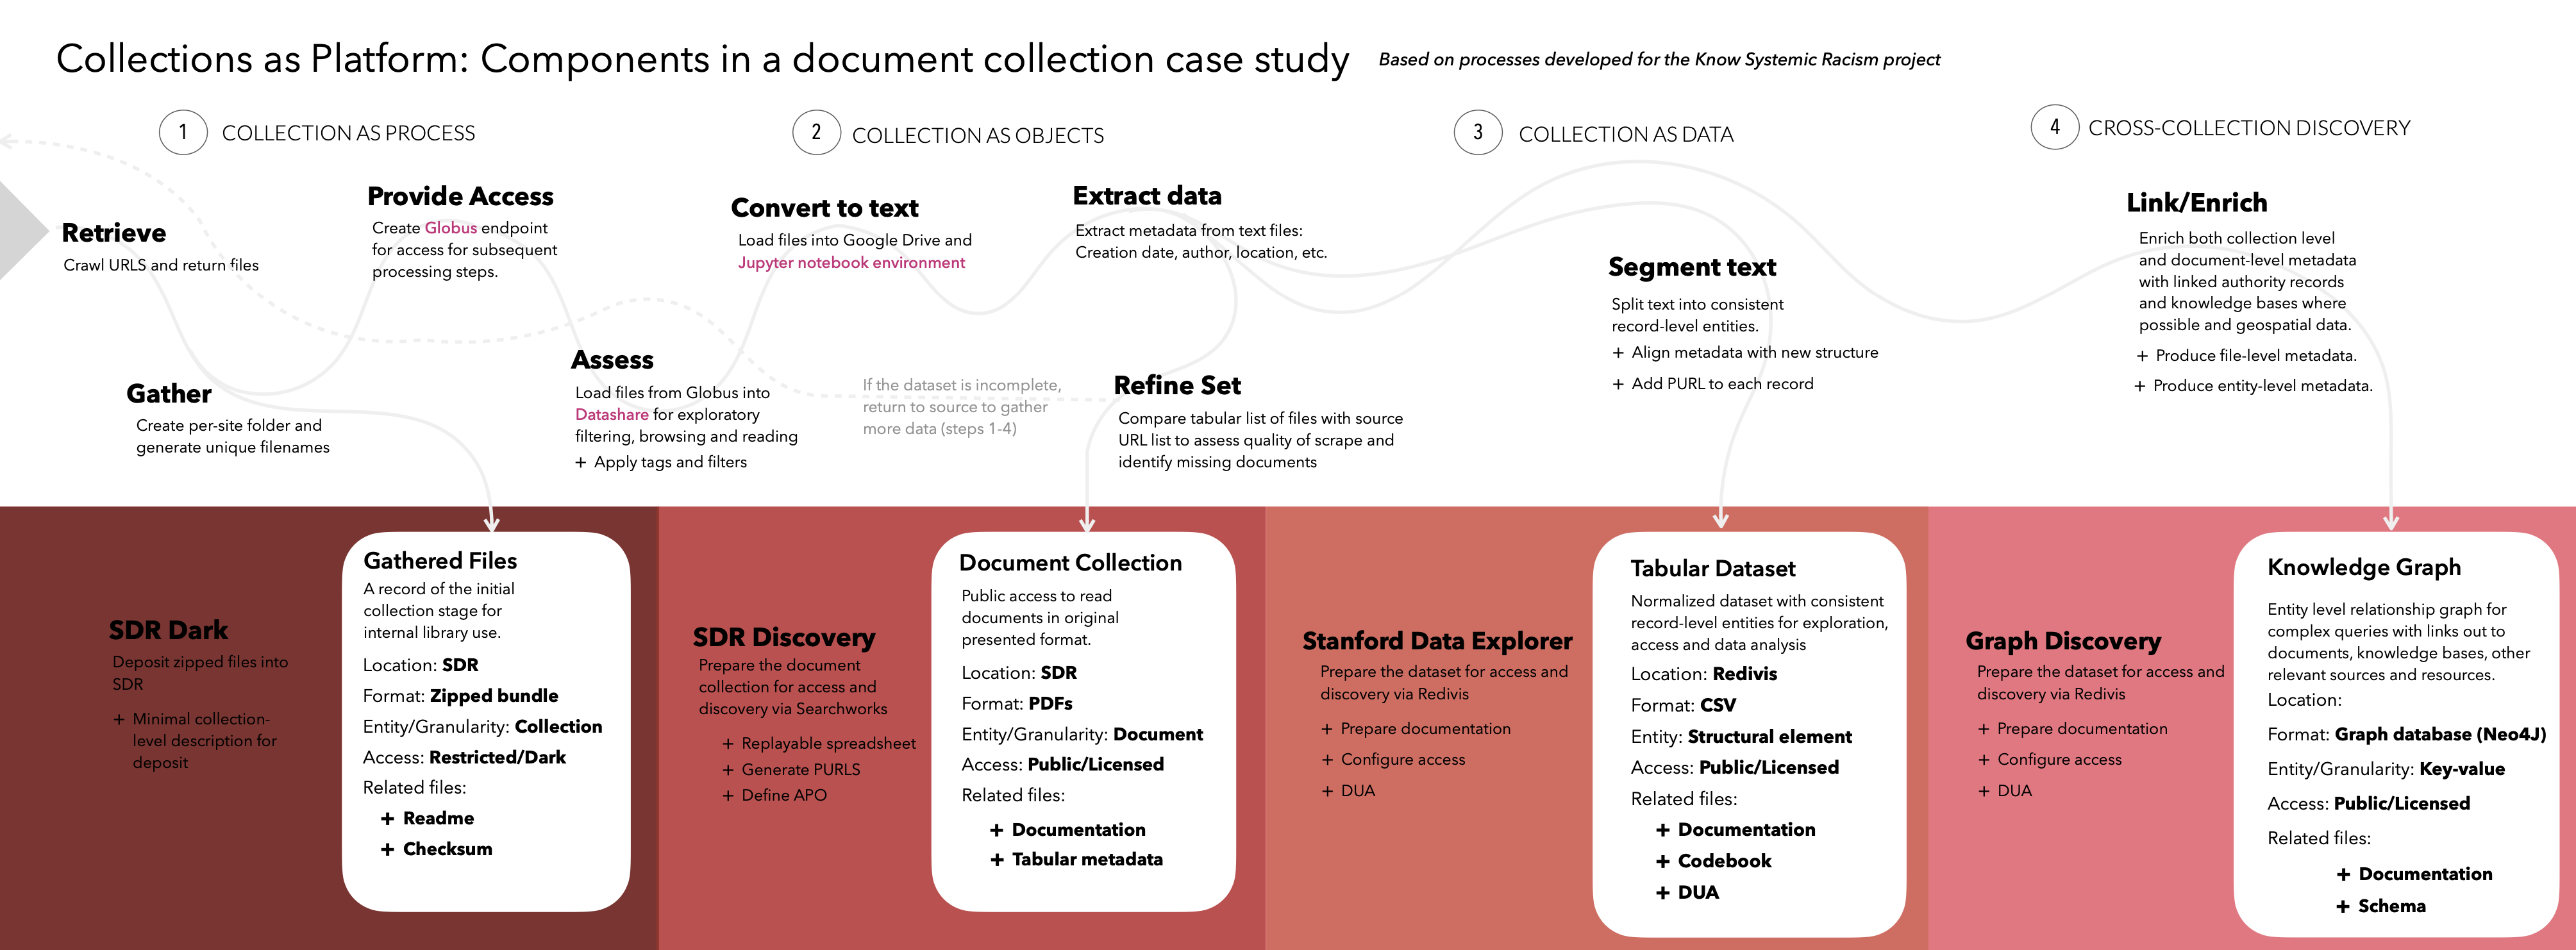 Collections as Platform: Components in a document collection case study
Based on processes developed for the Know Systemic Racism project
1
COLLECTION AS PROCESS
2
COLLECTION AS OBJECTS
3
COLLECTION AS DATA
4
CROSS-COLLECTION DISCOVERY
Retrieve
Crawl URLS and return files
Gather
Create per-site folder and
generate unique filenames
Provide Access
Create Globus endpoint
for access for subsequent
processing steps.
Assess
Load files from Globus into
Datashare for exploratory
filtering, browsing and reading
+ Apply tags and filters
Convert to text
Load files into Google Drive and
Jupyter notebook environment
If the dataset is incomplete,
return to source to gather
more data (steps 1-4)
Extract data
Extract metadata from text files:
Creation date, author, location, etc.
Refine Set
Compare tabular list of files with source
URL list to assess quality of scrape and
identify missing documents
Segment text
Split text into consistent
record-level entities.
+ Align metadata with new structure
+ Add PURL to each record
Link/Enrich
Enrich both collection level
and document-level metadata
with linked authority records
and knowledge bases where
possible and geospatial data.
+ Produce file-level metadata.
+ Produce entity-level metadata.
SDR Dark
Deposit zipped files into
SDR
+ Minimal collection-
level description for
deposit
Gathered Files
A record of the initial
collection stage for
internal library use.
Location: SDR
Format: Zipped bundle
Entity/Granularity: Collection
Access: Restricted/Dark
Related files:
+ Readme
+ Checksum
SDR Discovery
Prepare the document
collection for access and
discovery via Searchworks
+ Replayable spreadsheet
+ Generate PURLS
+ Define APO
Document Collection
Public access to read
documents in original
presented format.
Location: SDR
Format: PDFs
Entity/Granularity: Document
Access: Public/Licensed
Related files:
+ Documentation
+ Tabular metadata
Stanford Data Explorer
Prepare the dataset for access and
discovery via Redivis
+ Prepare documentation
+ Configure access
+ DUA
Tabular Dataset
Normalized dataset with consistent
record-level entities for exploration,
access and data analysis
Location: Redivis
Format: CSV
Entity: Structural element
Access: Public/Licensed
Related files:
+ Documentation
+ Codebook
+ DUA
Graph Discovery
Prepare the dataset for access and
discovery via Redivis
+ Prepare documentation
+ Configure access
+ DUA
Knowledge Graph
Entity level relationship graph for
complex queries with links out to
documents, knowledge bases, other
relevant sources and resources.
Location:
Format: Graph database (Neo4J)
Entity/Granularity: Key-value
Access: Public/Licensed
Related files:
+ Documentation
+ Schema